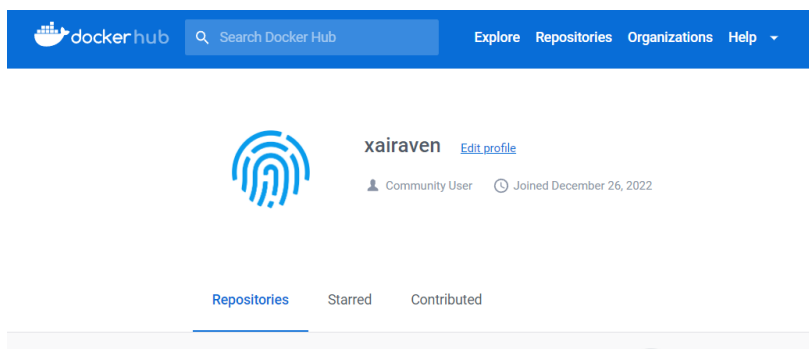 dockerhub Search Docker Hub Explore Repositories Organizations Help
xairaven Edit profile
Community User Joined December 26, 2022
Repositories Starred Contributed